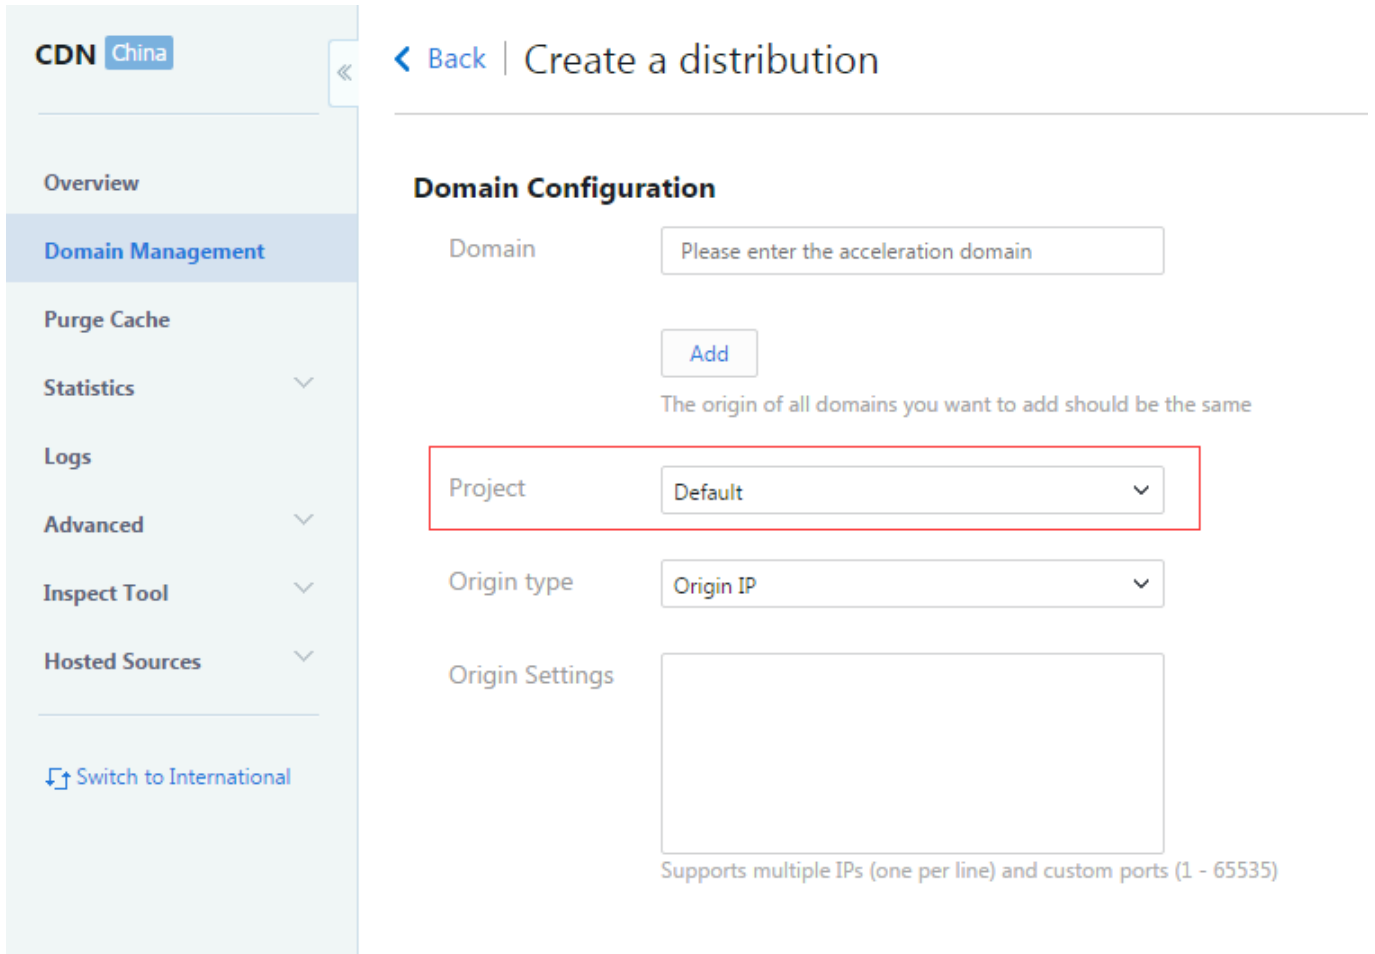 CDN China
Overview
Domain Management
Purge Cache
Statistics
Logs
Advanced
Inspect Tool
Hosted Sources
Switch to International
Back | Create a distribution
Domain Configuration
Domain Please enter the acceleration domain
Add
The origin of all domains you want to add should be the same
Project Default
Origin type Origin IP
Origin Settings
Supports multiple IPs (one per line) and custom ports (1 - 65535)